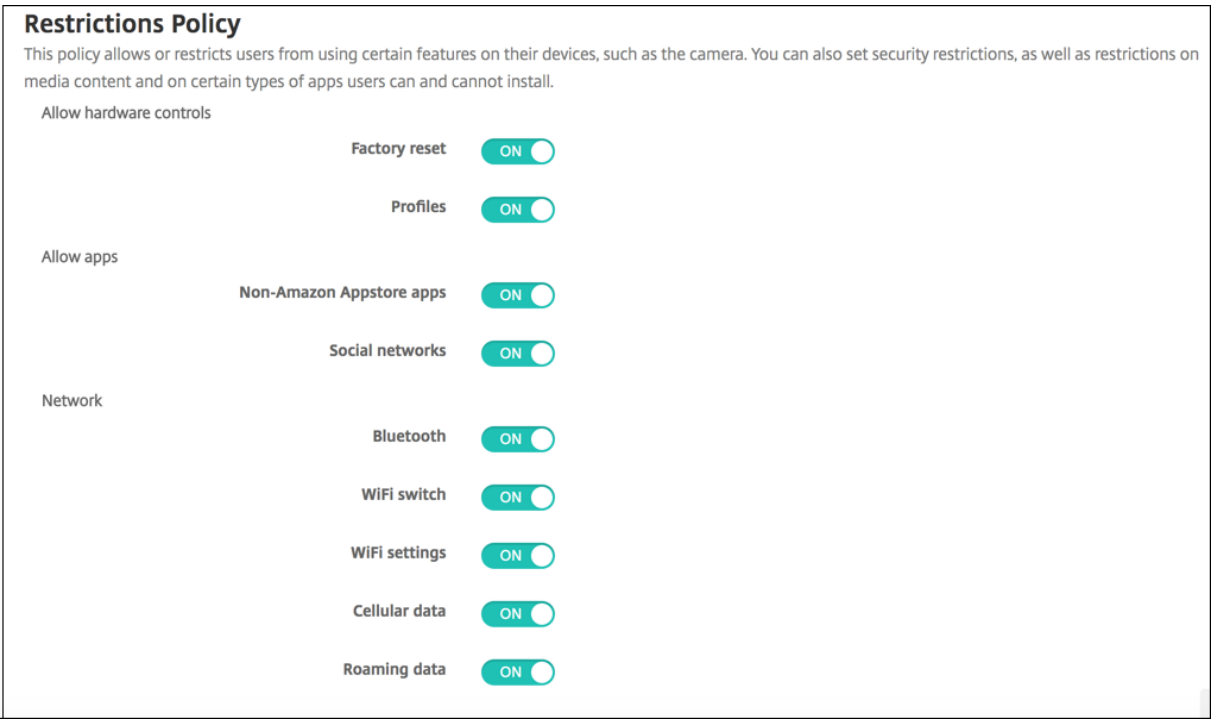 Restrictions Policy
This policy allows or restricts users from using certain features on their devices, such as the camera. You can also set security restrictions, as well as restrictions on
media content and on certain types of apps users can and cannot install.
Allow hardware controls
Factory reset ON
Profiles ON
Allow apps
Non-Amazon Appstore apps ON
Social networks ON
Network
Bluetooth ON
WiFi switch ON
WiFi settings ON
Cellular data ON
Roaming data ON